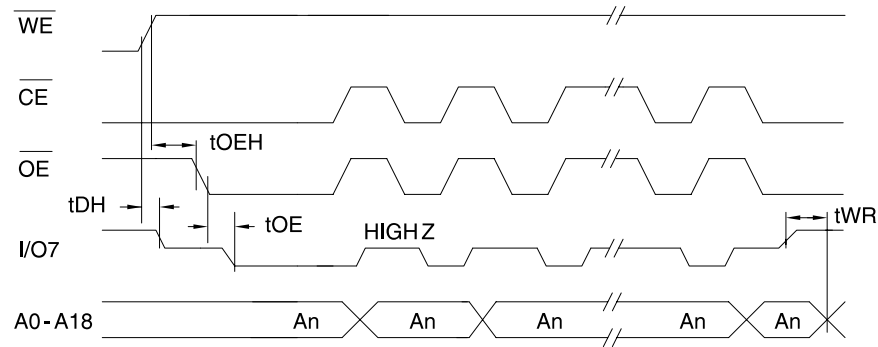 WE
CE
tOEH
OE
tDH
tOE
HIGH Z
tWR
I/O7
A0-A18
An An An An An